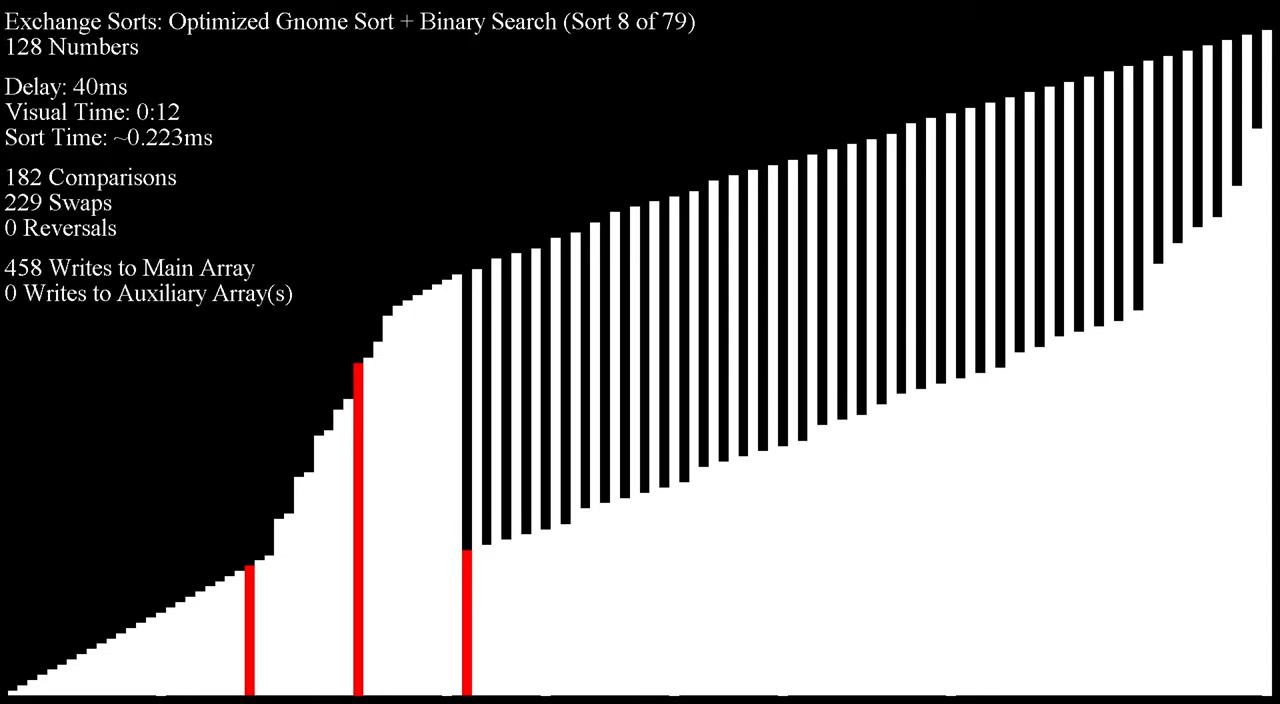 Exchange Sorts: Optimized Gnome Sort + Binary Search (Sort 8 of 79)
128 Numbers
Delay: 40ms
Visual Time: 0:12
Sort Time: ~0.223ms
182 Comparisons
229 Swaps
0 Reversals
458 Writes to Main Array
0 Writes to Auxiliary Array(s)